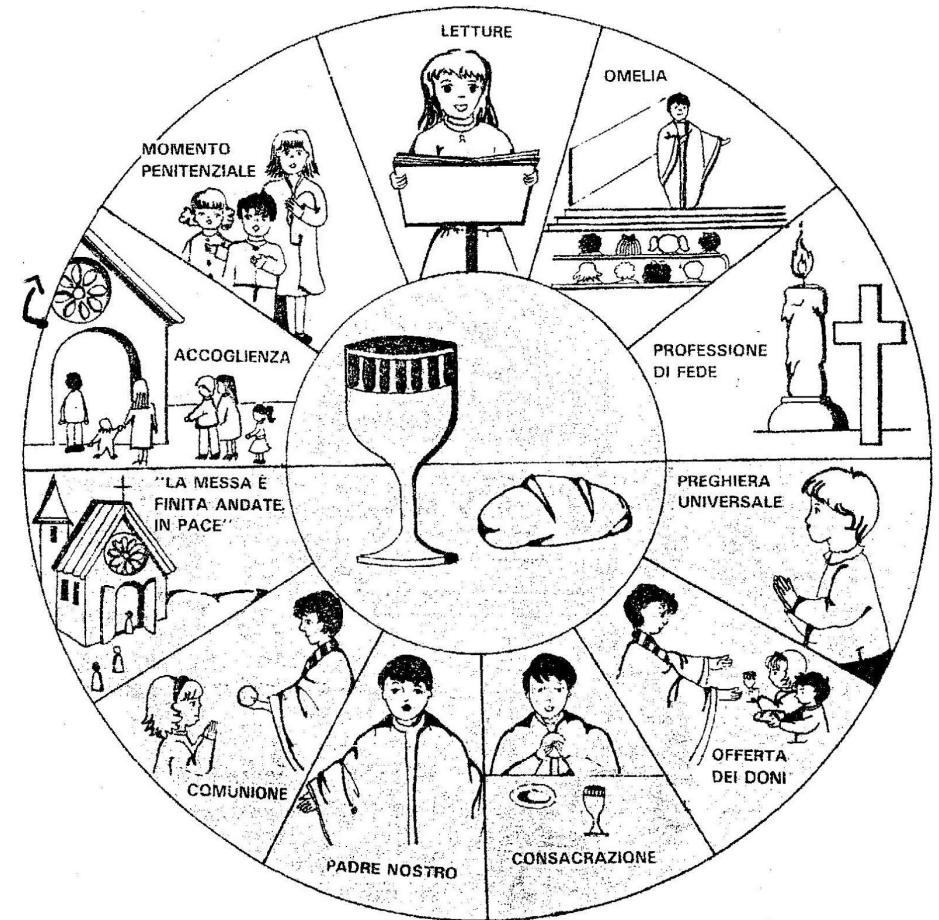 ACCOGLIENZA
MOMENTO
PENITENZIALE
LETTURE
OMELIA
PROFESSIONE
DI FEDE
PREGHIERA
UNIVERSALE
OFFERTA
DEI DONI
CONSACRAZIONE
PADRE NOSTRO
COMUNIONE
"LA MESSA È
FINITA ANDATE
IN PACE"